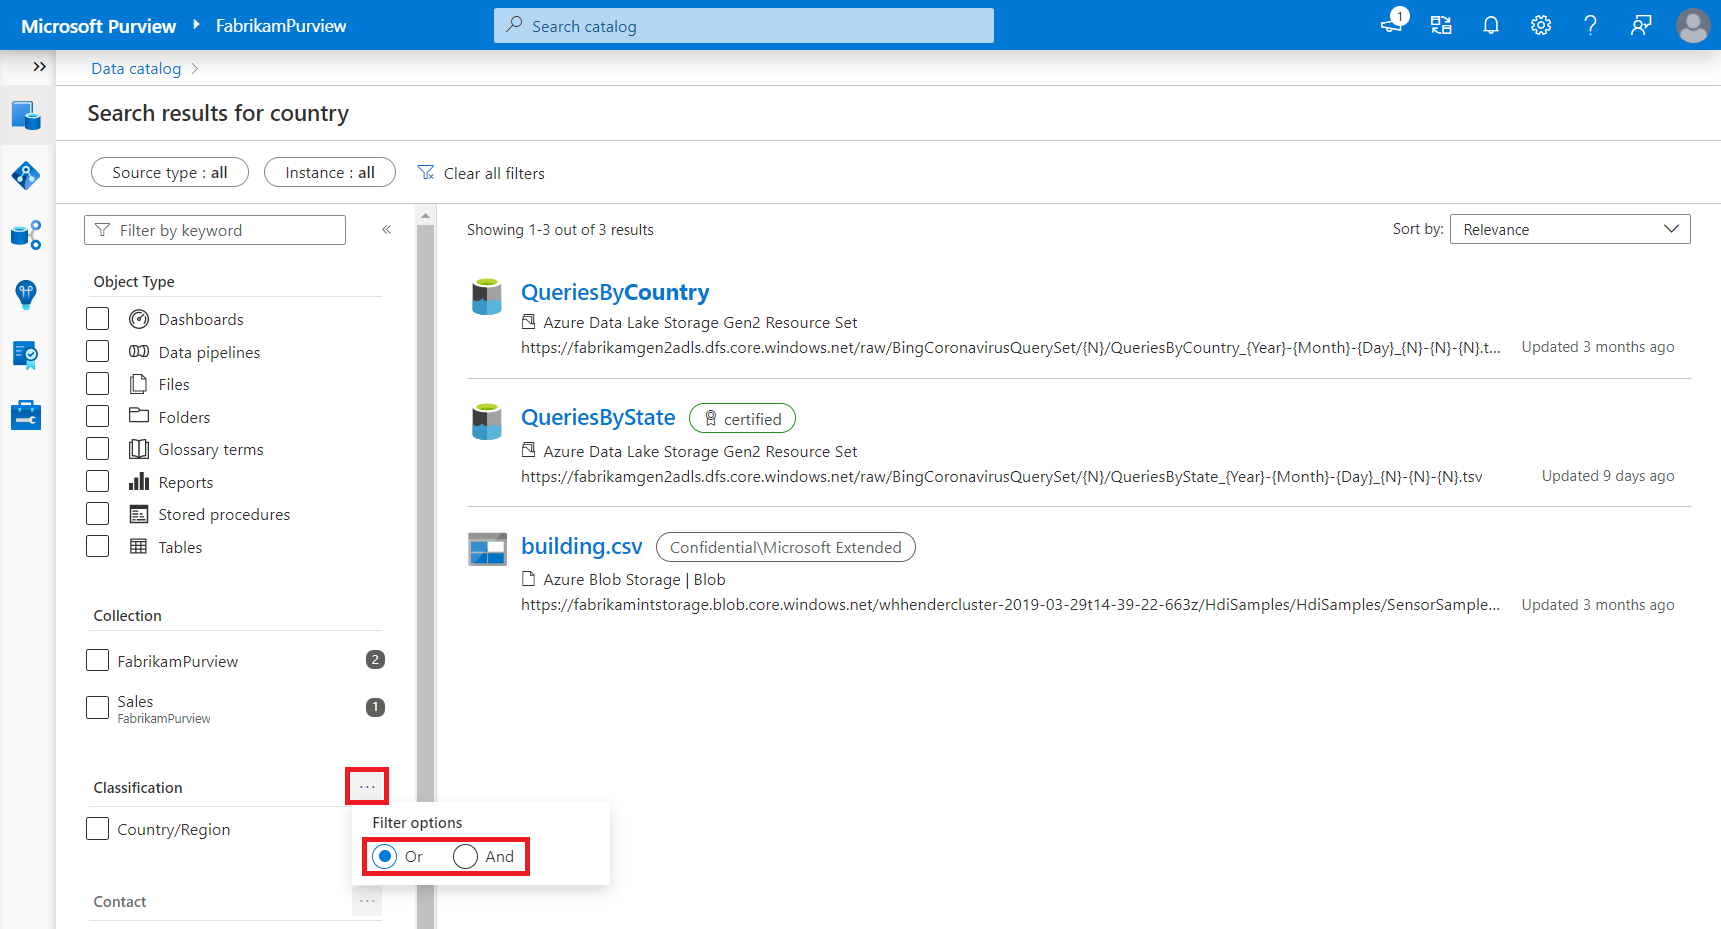 Microsoft Purview FabrikamPurview Search catalog 1
Data catalog
Search results for country
Source type : all Instance : all Clear all filters
Filter by keyword
Object Type
Dashboards
Data pipelines
Files
Folders
Glossary terms
Reports
Stored procedures
Tables
Collection
FabrikamPurview 2
Sales 1
FabrikamPurview
Classification ...
Country/Region
Filter options
Or And
Contact ...
Showing 1-3 out of 3 results Sort by: Relevance
QueriesByCountry
Azure Data Lake Storage Gen2 Resource Set
https://fabrikamgen2adls.dfs.core.windows.net/raw/BingCoronavirusQuerySet/{N}/QueriesByCountry_{Year}-{Month}-{Day}_{N}-{N}-{N}.t... Updated 3 months ago
QueriesByState certified
Azure Data Lake Storage Gen2 Resource Set
https://fabrikamgen2adls.dfs.core.windows.net/raw/BingCoronavirusQuerySet/{N}/QueriesByState_{Year}-{Month}-{Day}_{N}-{N}-{N}.tsv Updated 9 days ago
building.csv Confidential\Microsoft Extended
Azure Blob Storage | Blob
https://fabrikamintstorage.blob.core.windows.net/whhendercluster-2019-03-29t14-39-22-663z/HdiSamples/HdiSamples/SensorSample... Updated 3 months ago